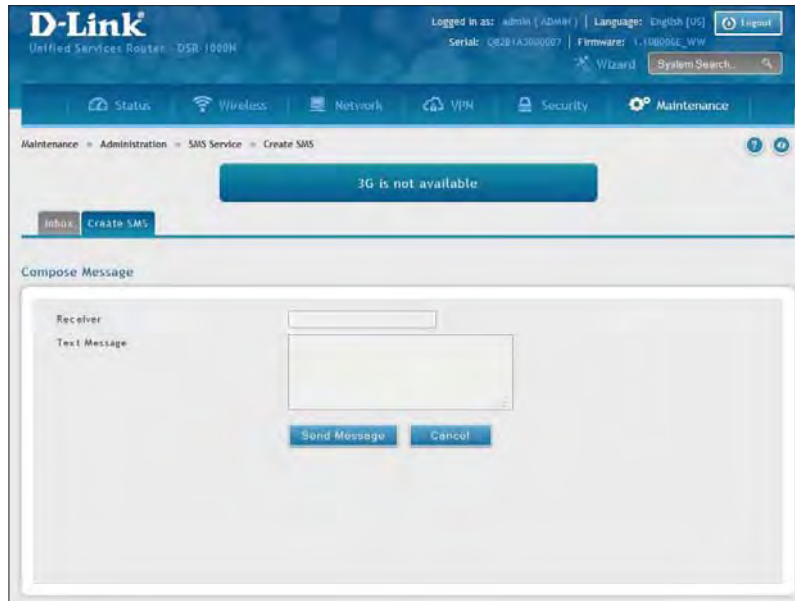 D-Link
Logged in as: admin ( ADMIN ) | Language: English [US]
Logout
Unified Services Router - DSR-1000N
Serial: | Firmware:
Wizard
System Search..
Status
Wireless
Network
VPN
Security
Maintenance
Maintenance » Administration » SMS Service » Create SMS
3G is not available
Inbox
Create SMS
Compose Message
Receiver
Text Message
Send Message
Cancel